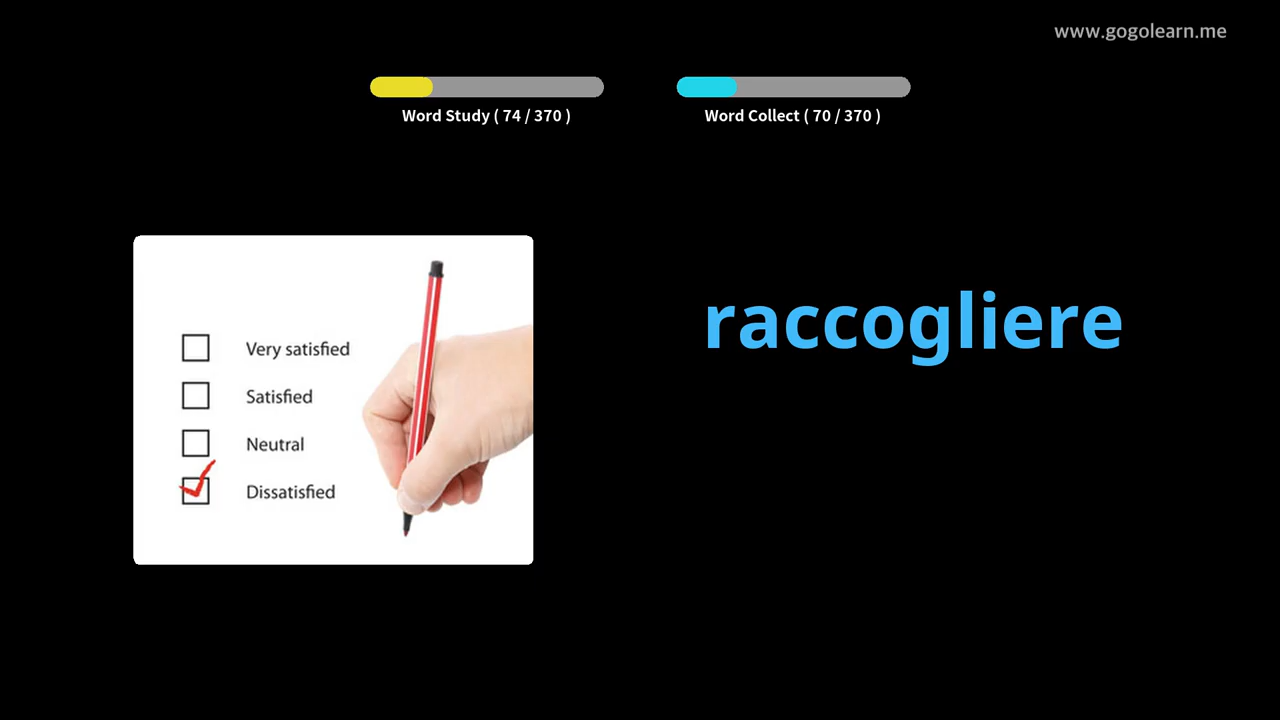 www.gogolearn.me
Word Study ( 74 / 370 )
Word Collect ( 70 / 370 )
Very satisfied
Satisfied
Neutral
Dissatisfied
raccogliere